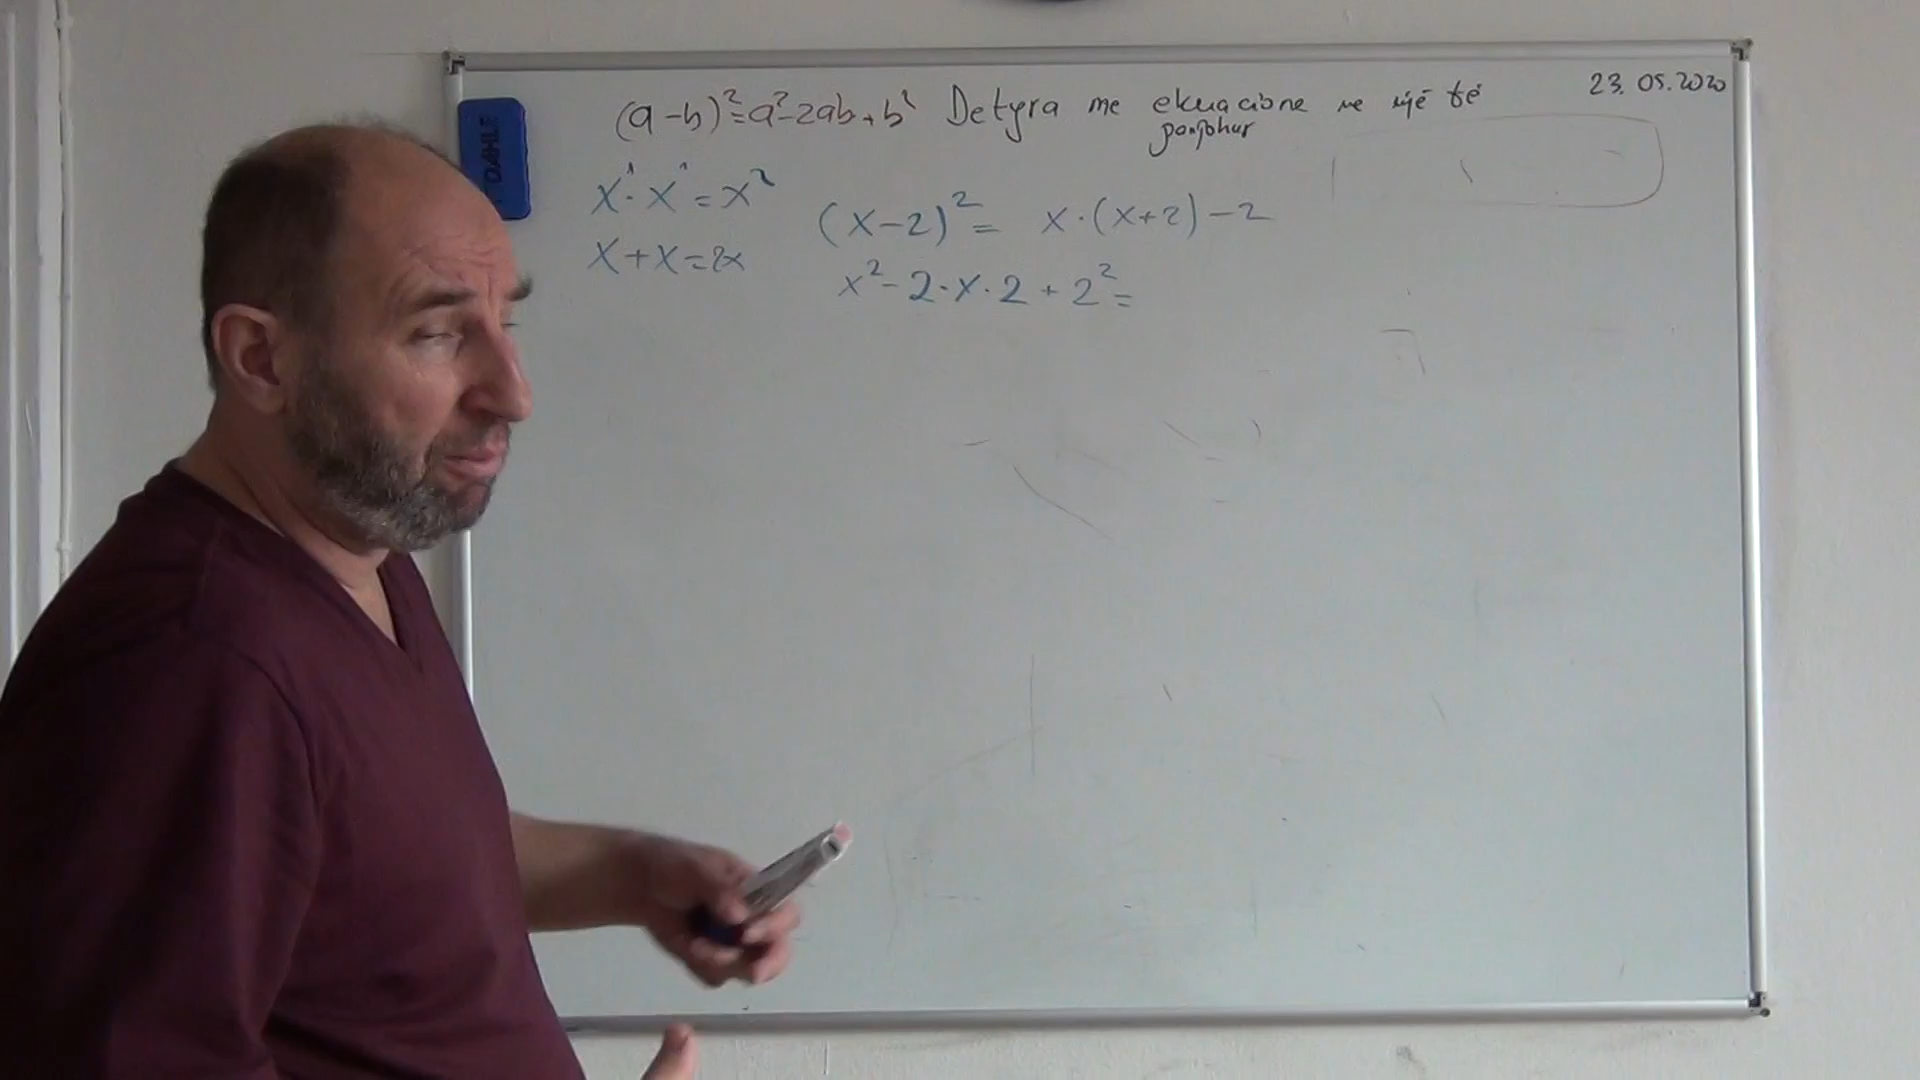 (a-b)²=a²-2ab+b² Detyra me ekuacione me një të
panjohur
23.05.2020
x¹·x¹=x²
x+x=2x
(x-2)²= x·(x+2)-2
x²-2·x·2+2²=
DAHLE